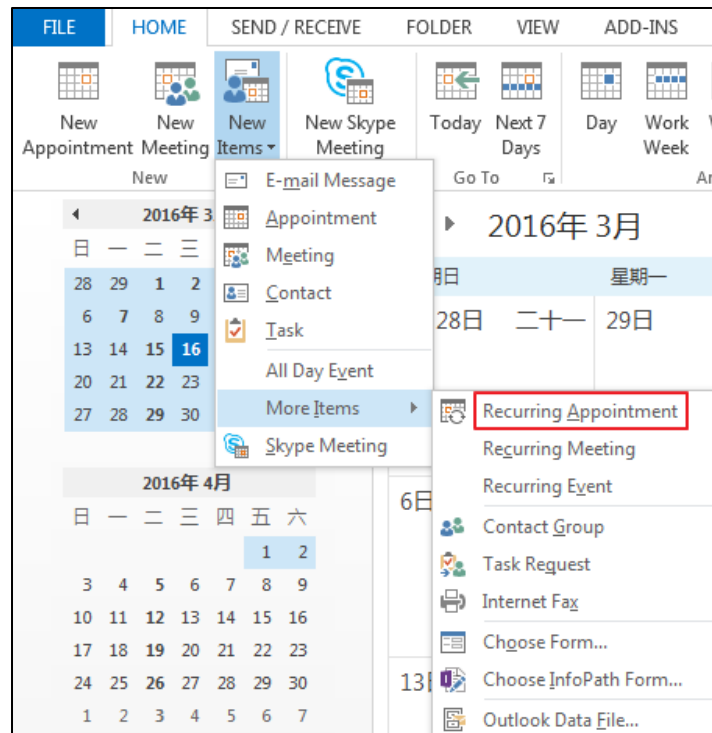 FILE HOME SEND / RECEIVE FOLDER VIEW ADD-INS
New Appointment
New Meeting
New Items
New Skype Meeting
Today
Next 7 Days
Day
Work Week
New
Go To
E-mail Message
Appointment
Meeting
Contact
Task
All Day Event
More Items
Skype Meeting
Recurring Appointment
Recurring Meeting
Recurring Event
Contact Group
Task Request
Internet Fax
Choose Form...
Choose InfoPath Form...
Outlook Data File...
2016年 3
日 一 二 三
28 29 1 2
6 7 8 9
13 14 15 16
20 21 22 23
27 28 29 30
2016年 4月
日 一 二 三 四 五 六
1 2
3 4 5 6 7 8 9
10 11 12 13 14 15 16
17 18 19 20 21 22 23
24 25 26 27 28 29 30
1 2 3 4 5 6 7
2016年 3月
期日 星期一
28日 二十一 29日
6日
13